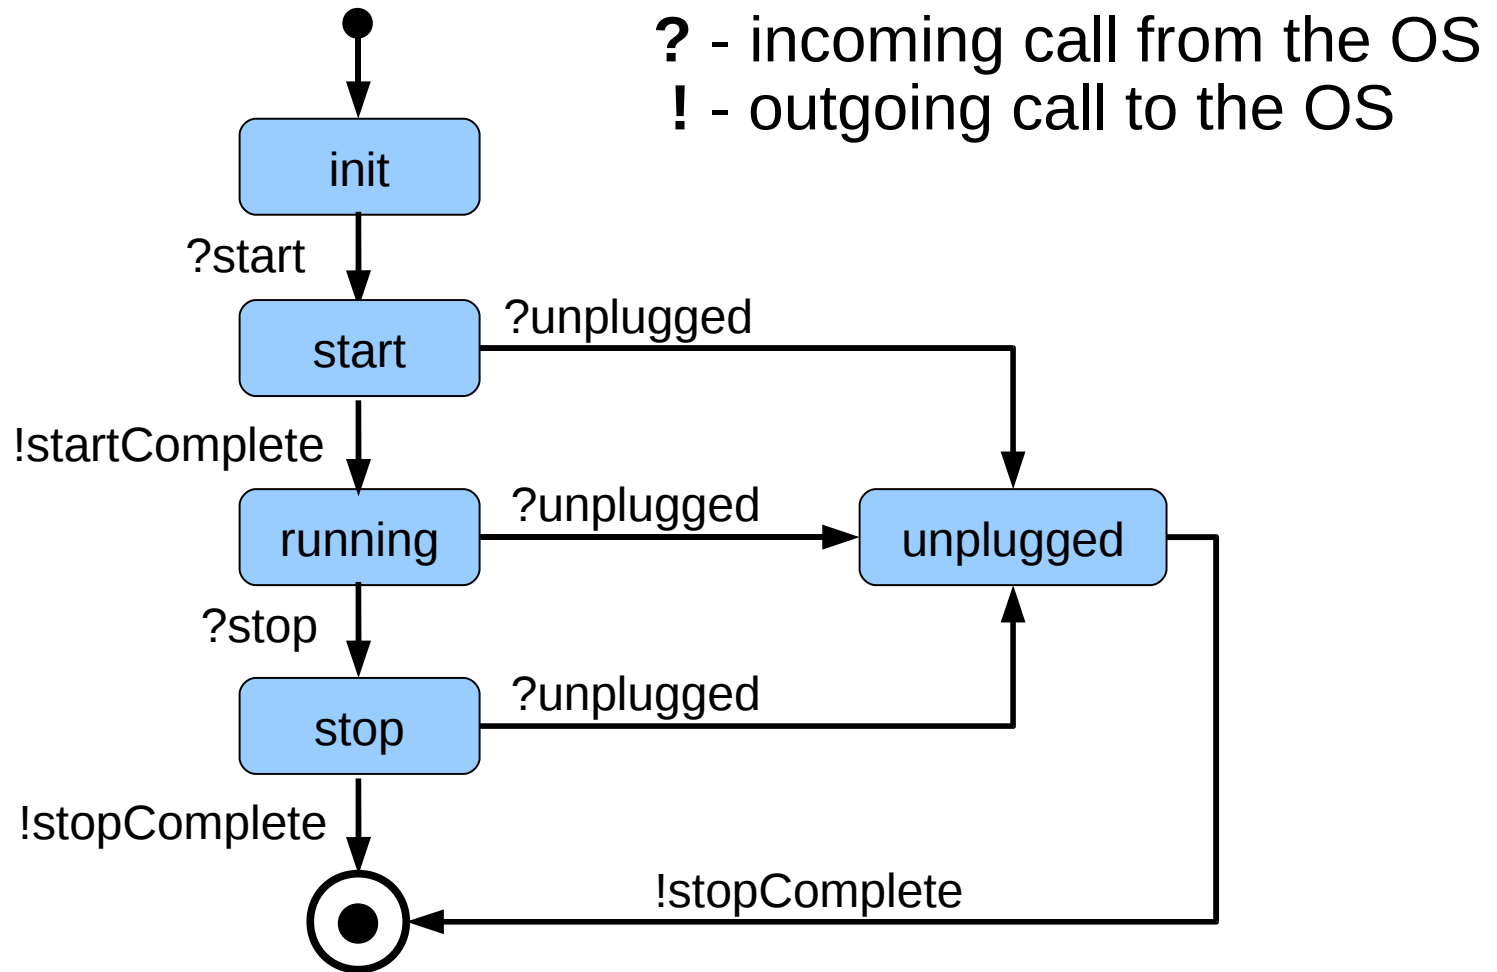 ? - incoming call from the OS
! - outgoing call to the OS
init
?start
start
?unplugged
!startComplete
running
?unplugged
unplugged
?stop
stop
?unplugged
!stopComplete
!stopComplete